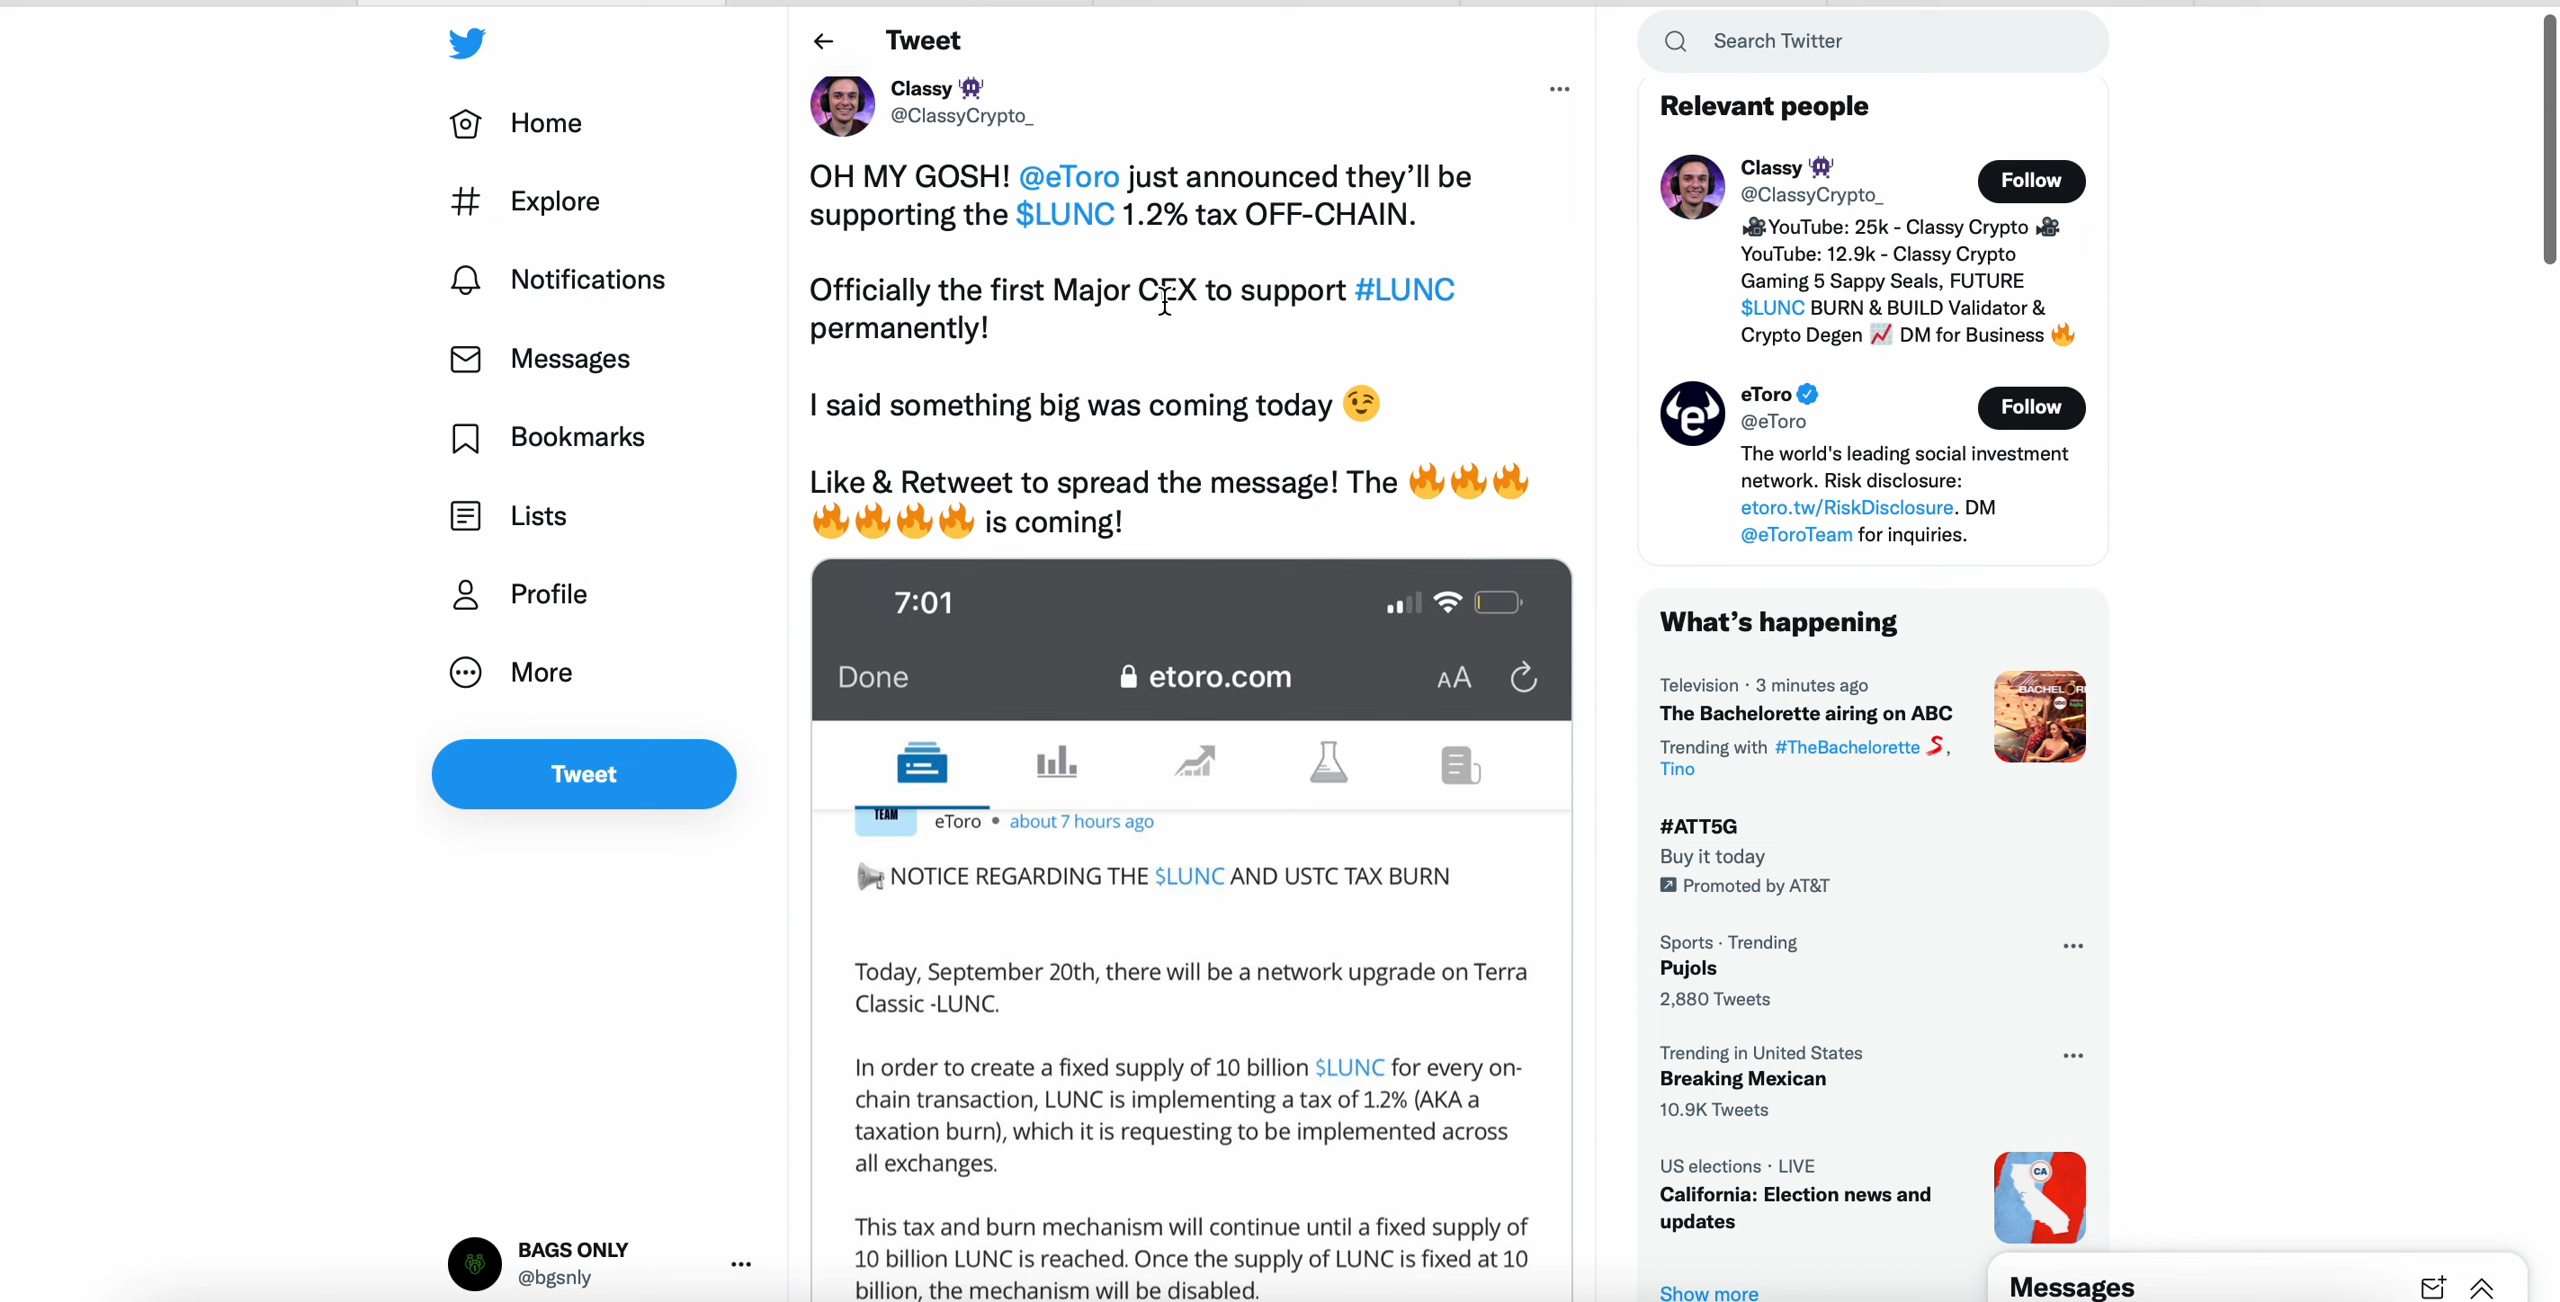 Home
Explore
Notifications
Messages
Bookmarks
Lists
Profile
More
Tweet
BAGS ONLY
@bgsnly
Tweet
Classy
@ClassyCrypto_
OH MY GOSH! @eToro just announced they’ll be
supporting the $LUNC 1.2% tax OFF-CHAIN.
Officially the first Major CEX to support #LUNC
permanently!
I said something big was coming today
Like & Retweet to spread the message! The
is coming!
7:01
Done
etoro.com
AA
TEAM
eToro • about 7 hours ago
NOTICE REGARDING THE $LUNC AND USTC TAX BURN
Today, September 20th, there will be a network upgrade on Terra
Classic -LUNC.
In order to create a fixed supply of 10 billion $LUNC for every on-
chain transaction, LUNC is implementing a tax of 1.2% (AKA a
taxation burn), which it is requesting to be implemented across
all exchanges.
This tax and burn mechanism will continue until a fixed supply of
10 billion LUNC is reached. Once the supply of LUNC is fixed at 10
billion, the mechanism will be disabled.
Search Twitter
Relevant people
Classy
@ClassyCrypto_
Follow
YouTube: 25k - Classy Crypto
YouTube: 12.9k - Classy Crypto
Gaming 5 Sappy Seals, FUTURE
$LUNC BURN & BUILD Validator &
Crypto Degen DM for Business
eToro
@eToro
Follow
The world's leading social investment
network. Risk disclosure:
etoro.tw/RiskDisclosure. DM
@eToroTeam for inquiries.
What’s happening
Television · 3 minutes ago
The Bachelorette airing on ABC
Trending with #TheBachelorette ,
Tino
#ATT5G
Buy it today
Promoted by AT&T
Sports · Trending
Pujols
2,880 Tweets
Trending in United States
Breaking Mexican
10.9K Tweets
US elections · LIVE
California: Election news and
updates
CA
Show more
Messages